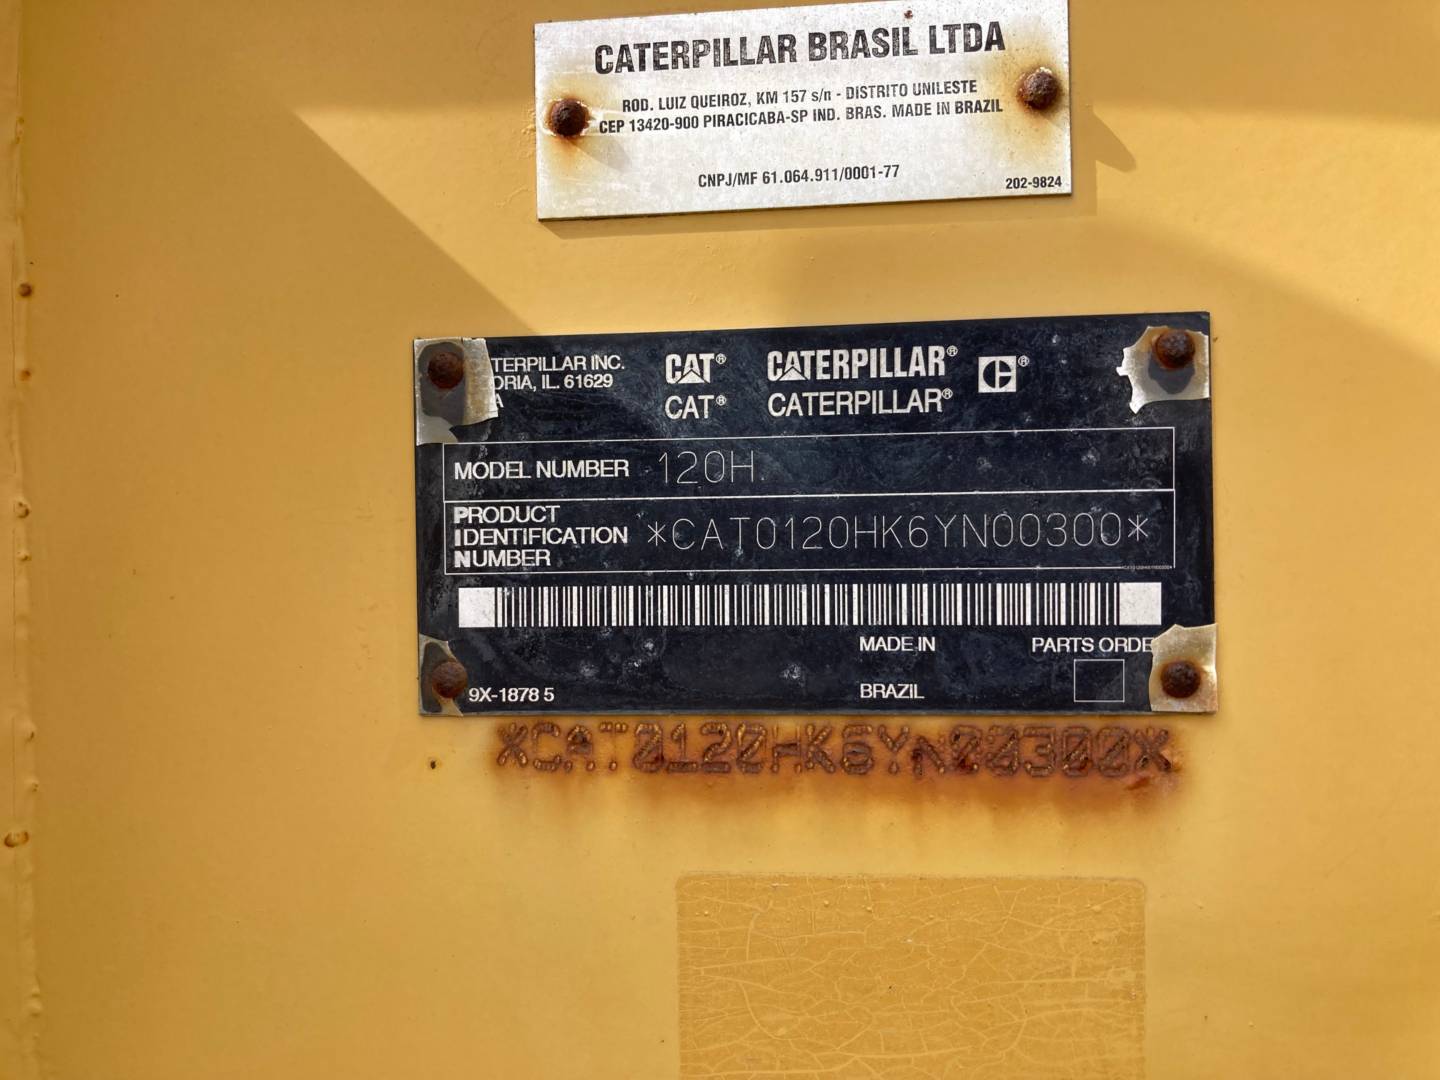 CATERPILLAR BRASIL LTDA
ROD. LUIZ QUEIROZ, KM 157 s/n - DISTRITO UNILESTE
CEP 13420-900 PIRACICABA-SP IND. BRAS. MADE IN BRAZIL
CNPJ/MF 61.064.911/0001-77
202-9824
TERPILLAR INC.
ORIA, IL. 61629
A
CAT® CATERPILLAR® C®
CAT® CATERPILLAR®
MODEL NUMBER 120H
PRODUCT
IDENTIFICATION
NUMBER
*CAT0120HK6YN00300*
MADE IN
BRAZIL
PARTS ORDE
9X-1878 5
*CAT0120HK6YN00300*